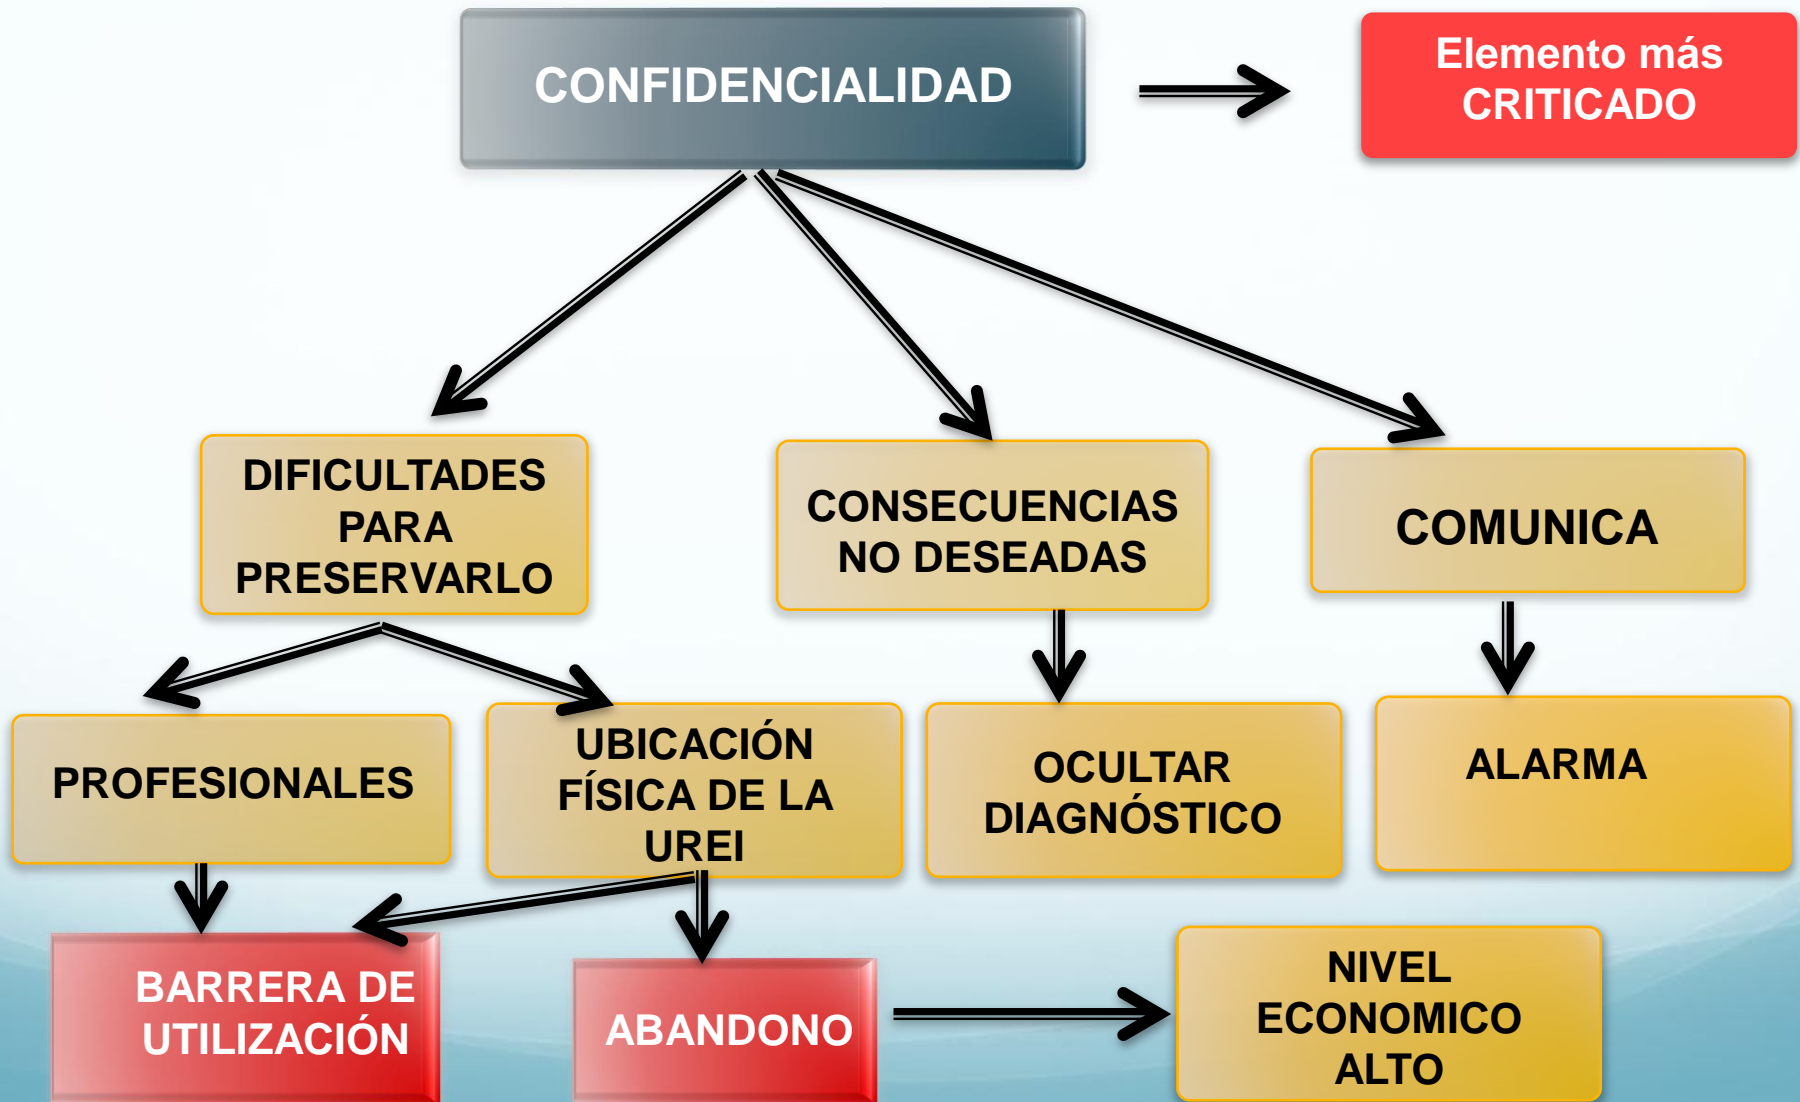 CONFIDENCIALIDAD
Elemento más
CRITICADO
DIFICULTADES
PARA
PRESERVARLO
CONSECUENCIAS
NO DESEADAS
COMUNICA
PROFESIONALES
UBICACIÓN
FÍSICA DE LA
UREI
OCULTAR
DIAGNÓSTICO
ALARMA
BARRERA DE
UTILIZACIÓN
ABANDONO
NIVEL
ECONOMICO
ALTO